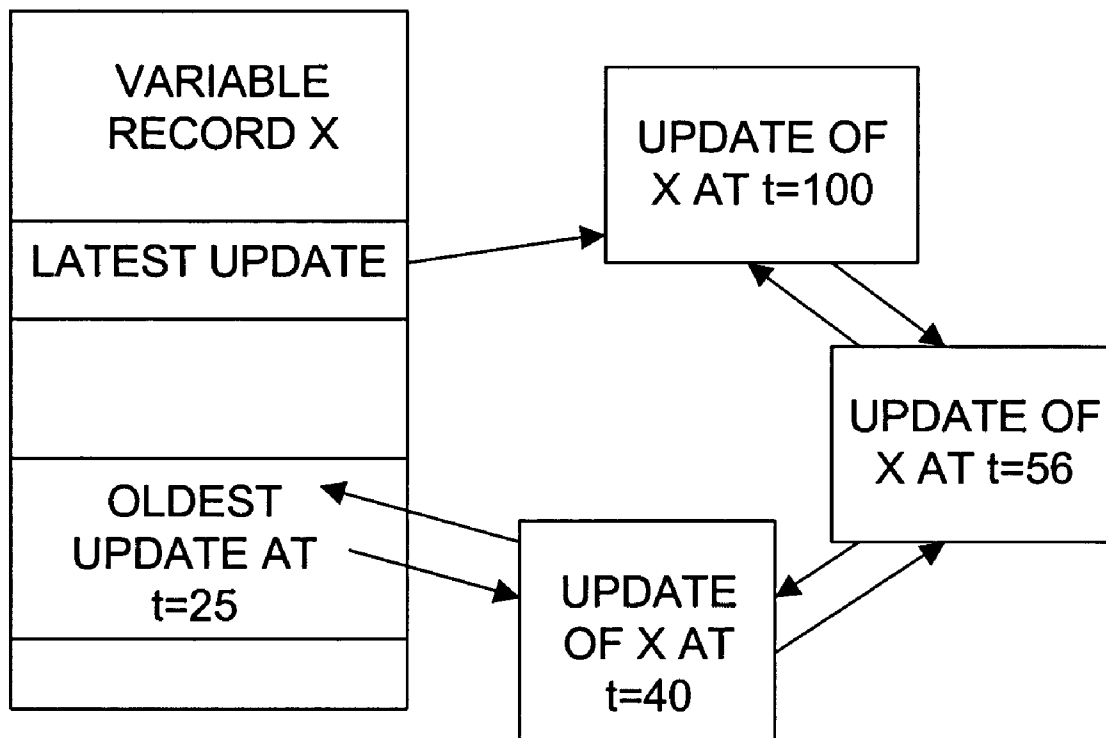 VARIABLE
RECORD X
LATEST UPDATE
OLDEST
UPDATE AT
t=25
UPDATE OF
X AT t=100
UPDATE OF
X AT t=56
UPDATE
OF X AT
t=40